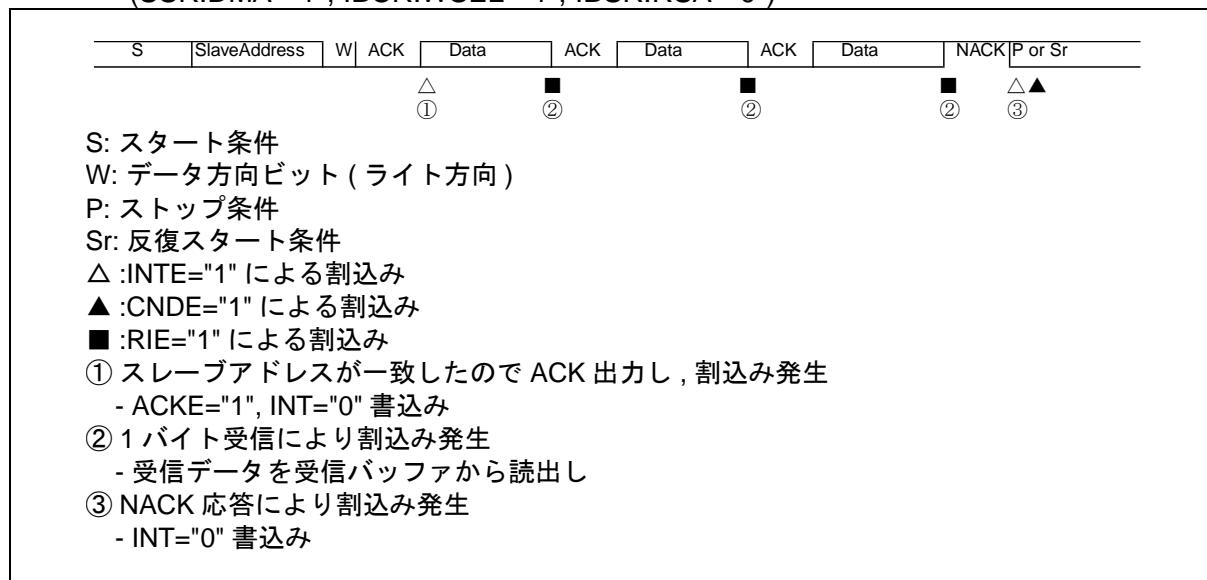 S SlaveAddress W ACK Data ACK Data ACK Data NACK P or Sr
△ ■ ■ ■ △▲
① ② ② ② ③
S: スタート条件
W: データ方向ビット ( ライト方向 )
P: ストップ条件
Sr: 反復スタート条件
△ :INTE="1" による割込み
▲ :CNDE="1" による割込み
■ :RIE="1" による割込み
① スレーブアドレスが一致したので ACK 出力し , 割込み発生
- ACKE="1", INT="0" 書込み
② 1 バイト受信により割込み発生
- 受信データを受信バッファから読出し
③ NACK 応答により割込み発生
- INT="0" 書込み